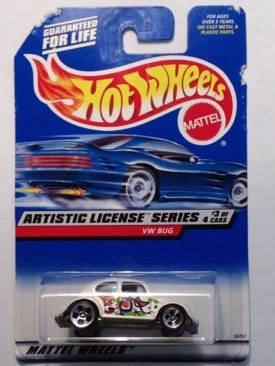 GUARANTEED
FOR LIFE
FOR AGES
OVER 3 YEARS.
DIE CAST METAL &
PLASTIC PARTS.
Hot Wheels
MATTEL
ARTISTIC LICENSE SERIES
#3 OF
4 CARS
VW BUG
MATTEL WHEELS